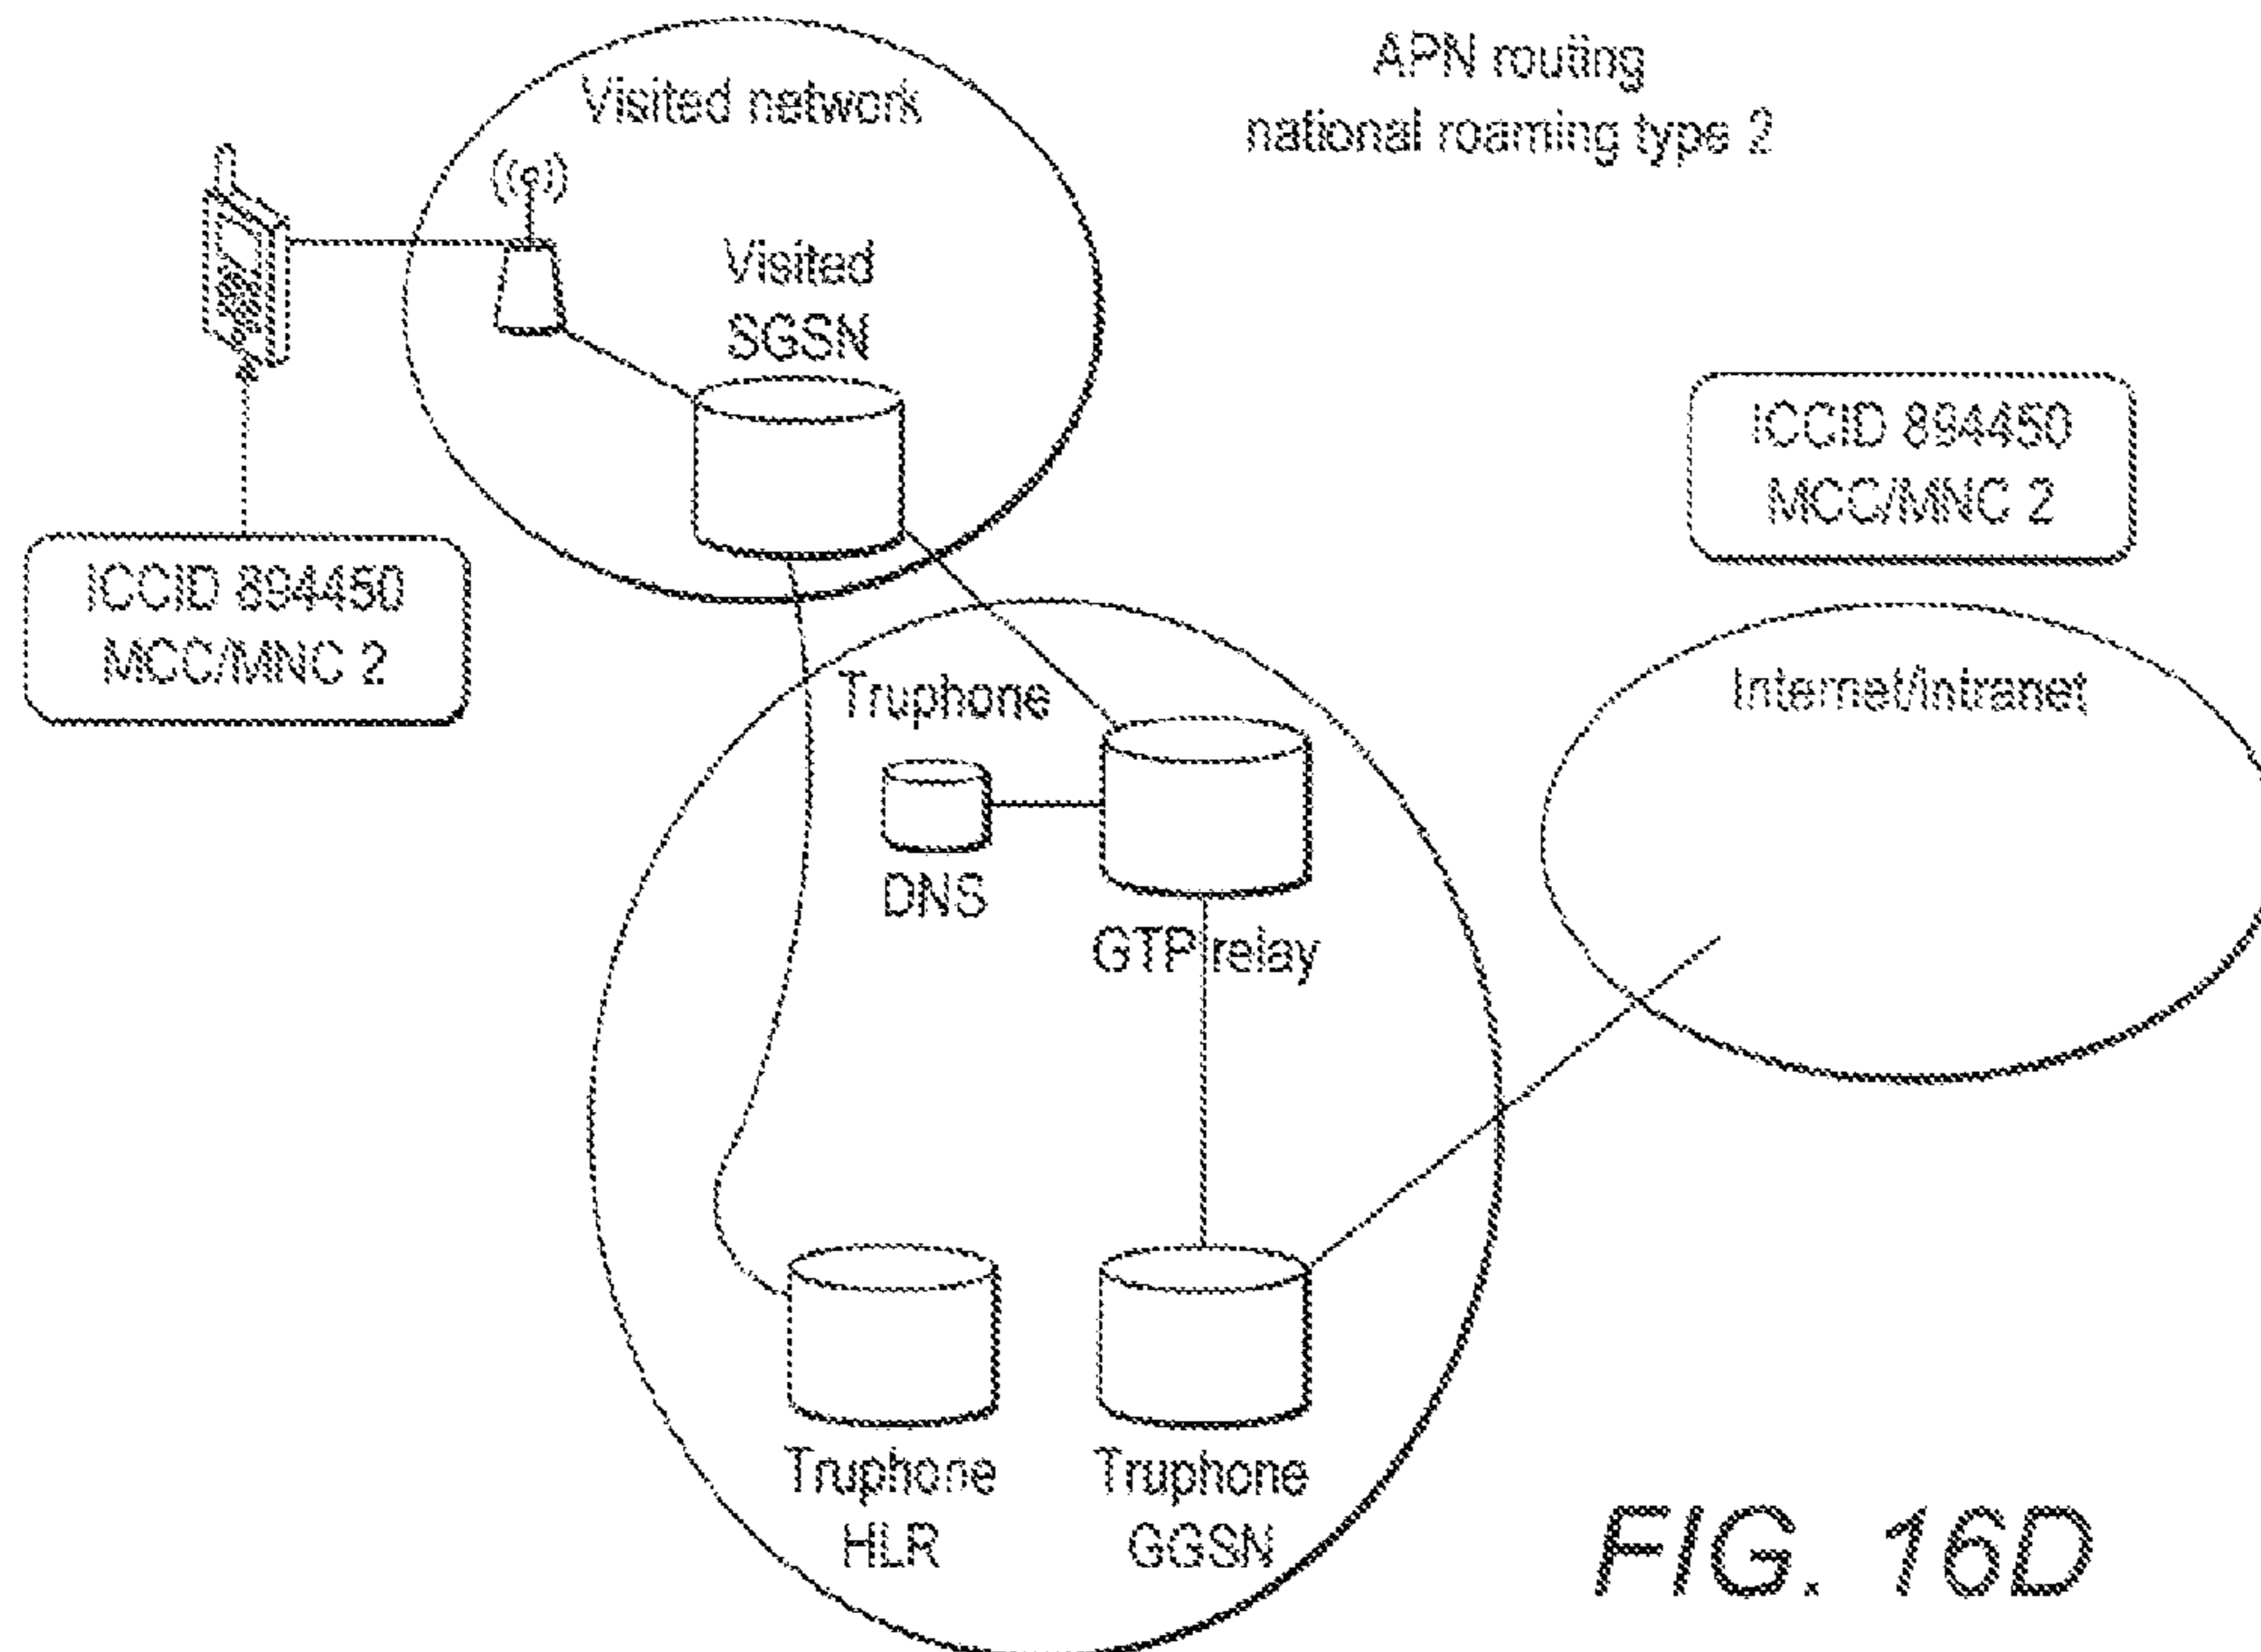 APN routing
national roaming type 2
Visited network
Visited
SGSN
ICCID 894450
MCC/MNC 2
ICCID 894450
MCC/MNC 2
Truphone
Internet/Intranet
DNS
GTP relay
Truphone
HLR
Truphone
GGSN
FIG. 16D